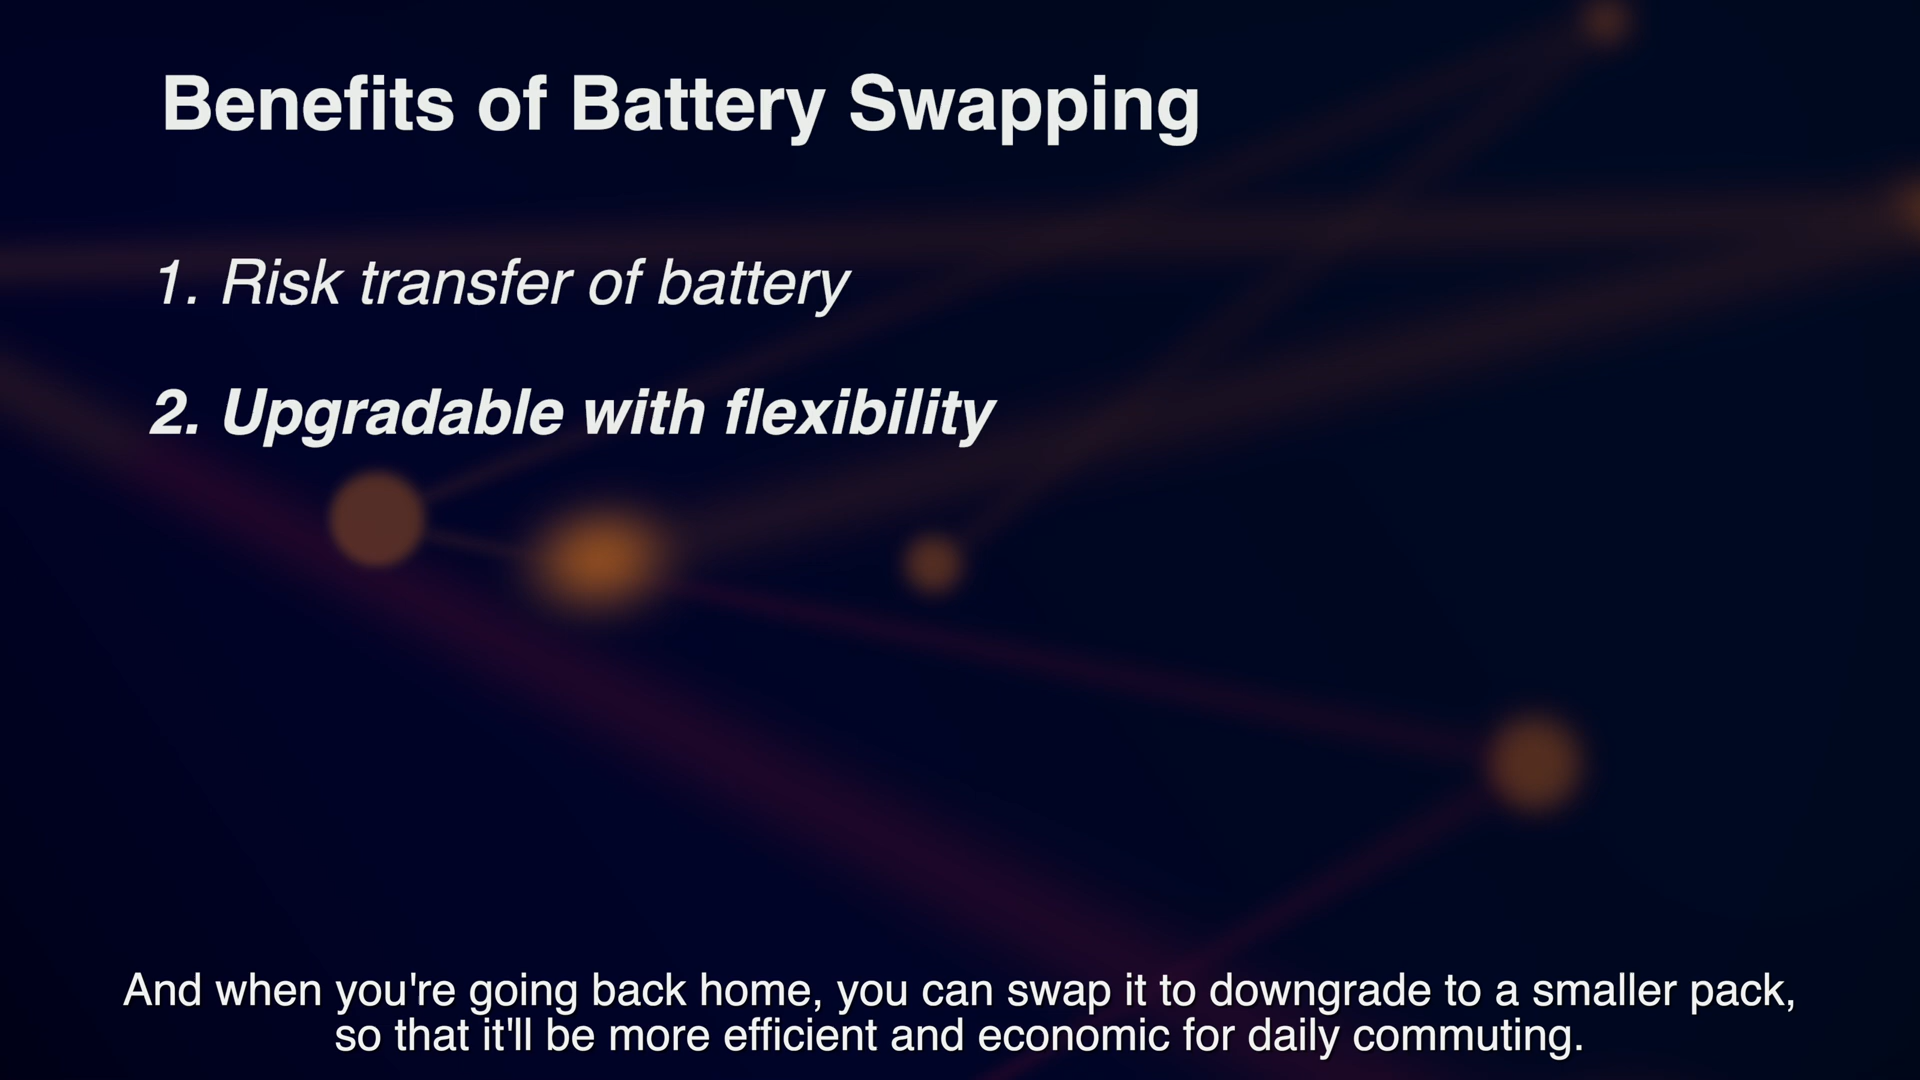 Benefits of Battery Swapping
1. Risk transfer of battery
2. Upgradable with flexibility
And when you're going back home, you can swap it to downgrade to a smaller pack,
so that it'll be more efficient and economic for daily commuting.